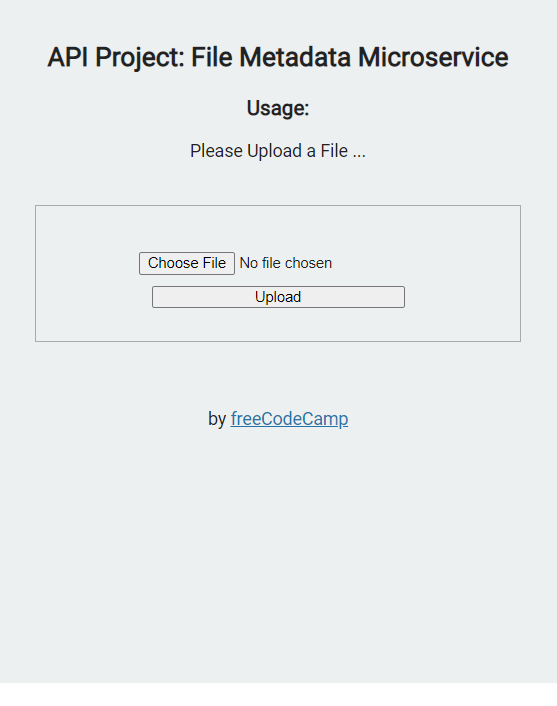 API Project: File Metadata Microservice
Usage:
Please Upload a File ...
Choose File No file chosen
Upload
by freeCodeCamp